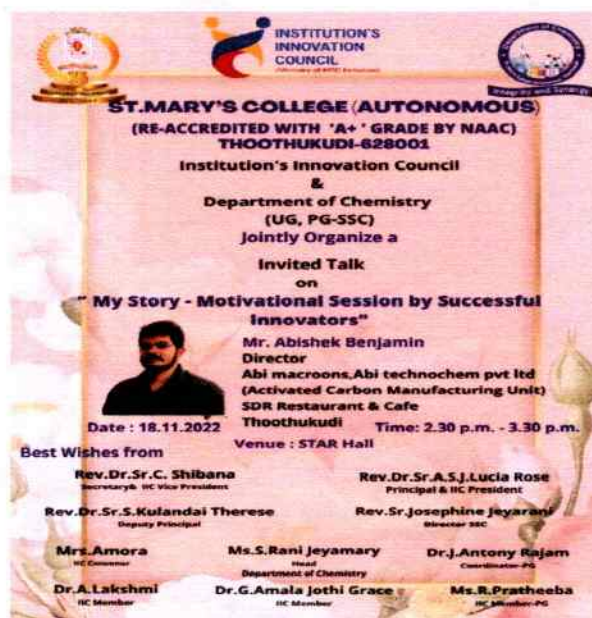 INSTITUTION'S
INNOVATION
COUNCIL
Department of Chemistry
Integrity and Synergy
ST.MARY'S COLLEGE (AUTONOMOUS)
(RE-ACCREDITED WITH 'A+' GRADE BY NAAC)
THOOTHUKUDI-628001
Institution's Innovation Council
&
Department of Chemistry
(UG, PG-SSC)
Jointly Organize a
Invited Talk
on
" My Story - Motivational Session by Successful
Innovators"
Mr. Abishek Benjamin
Director
Abi macroons,Abi technochem pvt ltd
(Activated Carbon Manufacturing Unit)
SDR Restaurant & Cafe
Thoothukudi
Date : 18.11.2022 Time: 2.30 p.m. - 3.30 p.m.
Venue : STAR Hall
Best Wishes from
Rev.Dr.Sr.C. Shibana Rev.Dr.Sr.A.S.J.Lucia Rose
Secretary& IIC Vice President Principal & IIC President
Rev.Dr.Sr.S.Kulandai Therese Rev.Sr.Josephine Jeyarani
Deputy Principal Director SSC
Mrs.Amora Ms.S.Rani Jeyamary Dr.J.Antony Rajam
IIC Convenor Head Coordinator-PG
Department of Chemistry
Dr.A.Lakshmi Dr.G.Amala Jothi Grace Ms.R.Pratheeba
IIC Member IIC Member IIC Member-PG